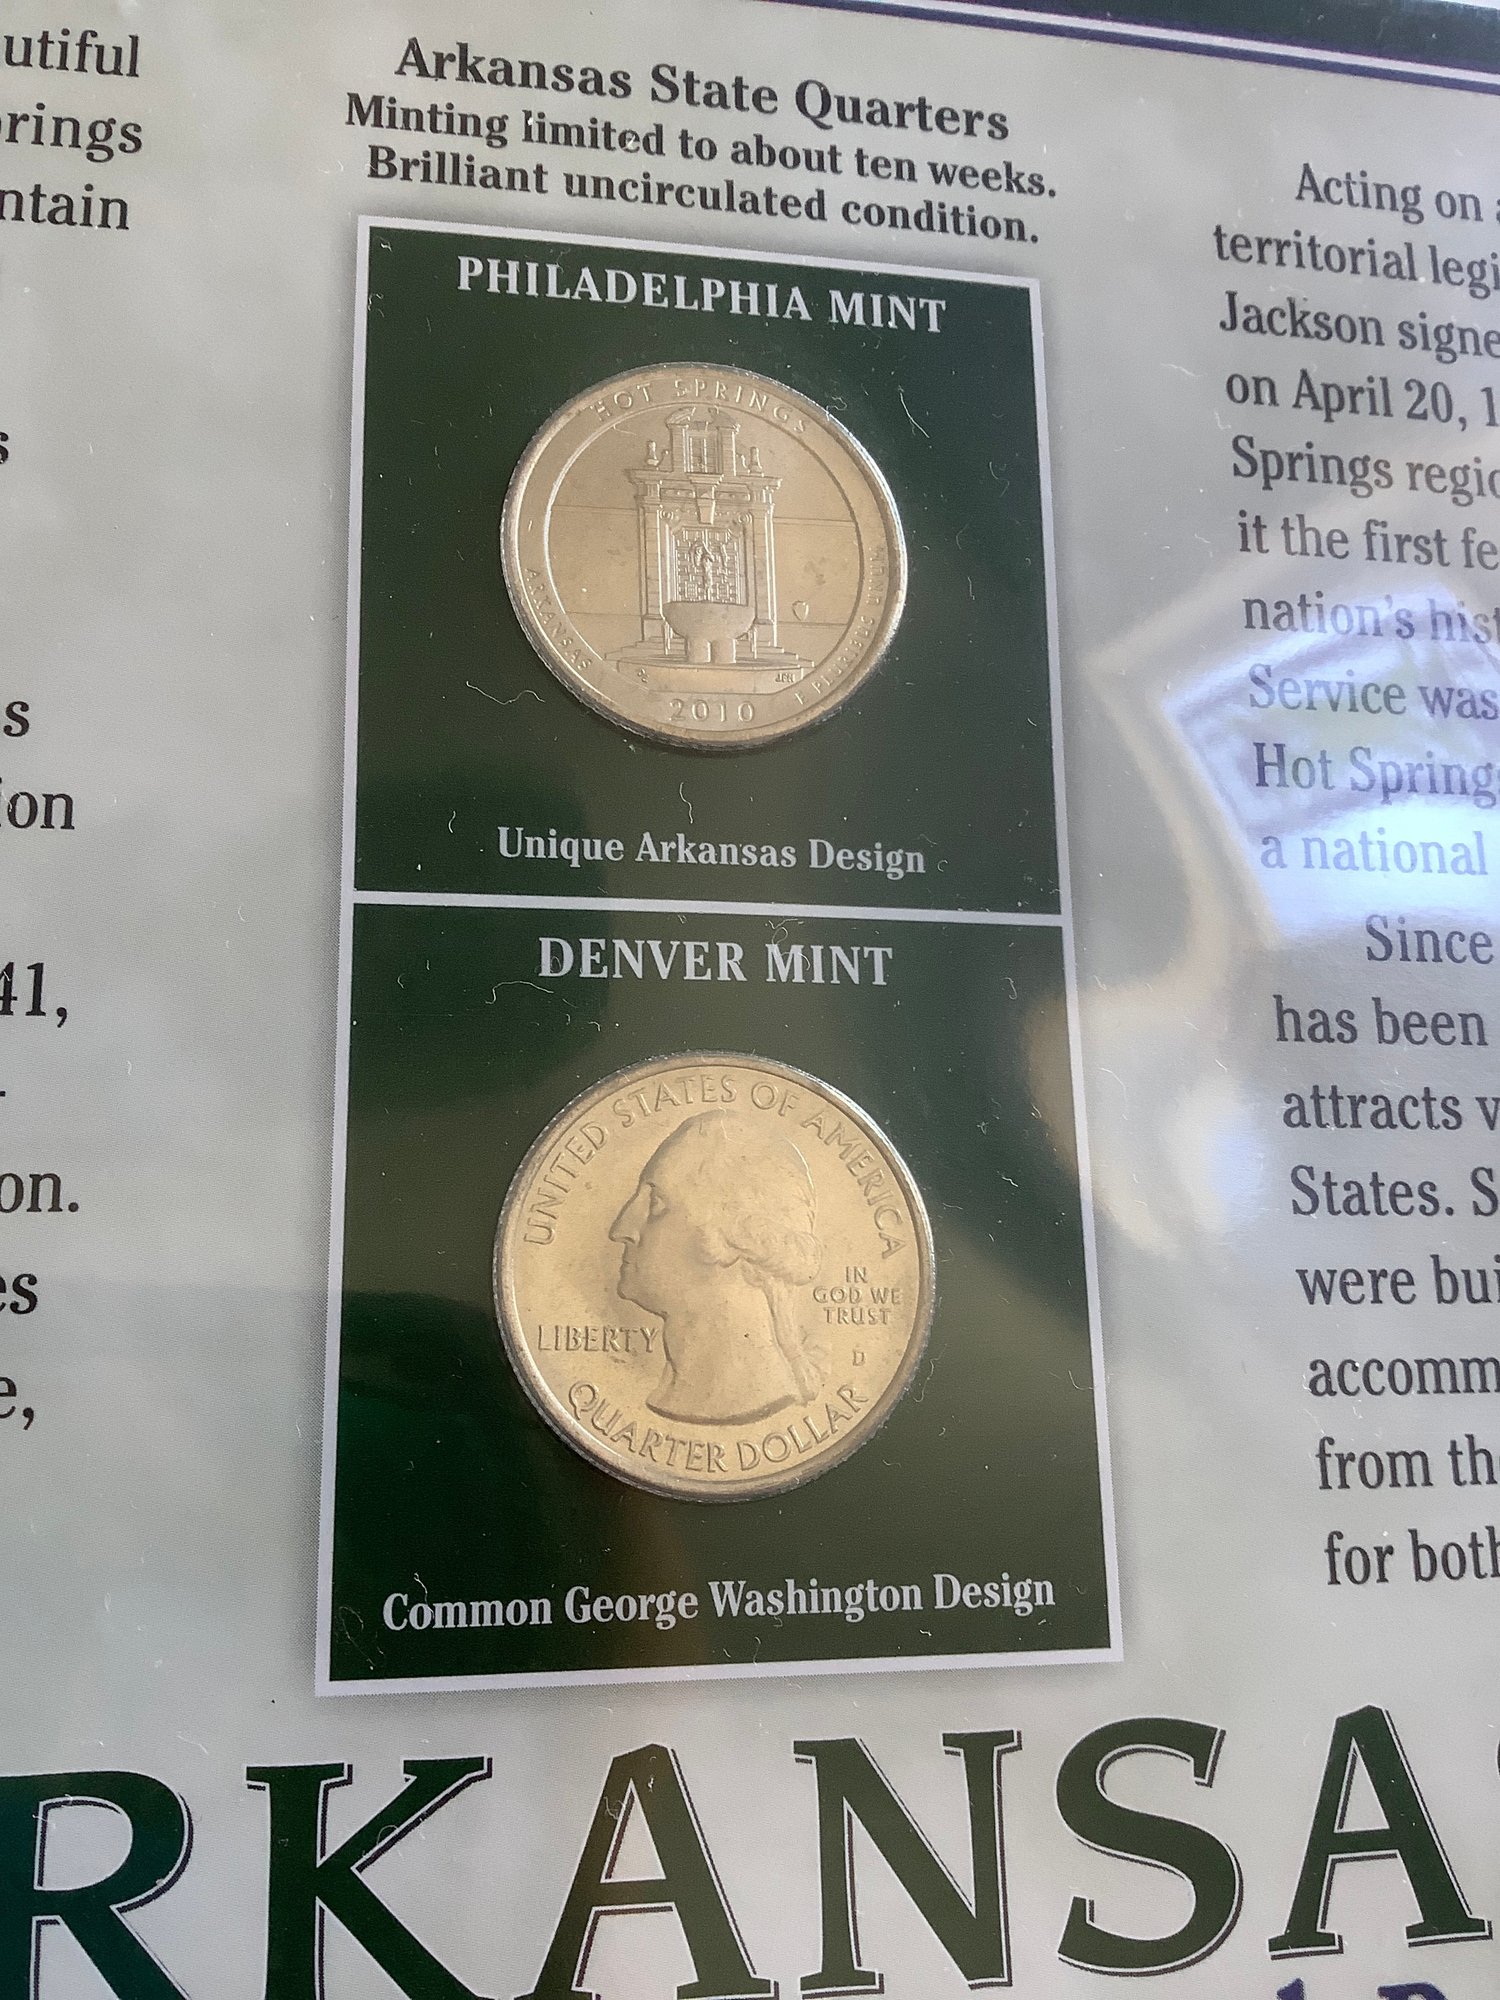 utiful
rings
ntain
s
s
ion
41,
on.
es
e,
Arkansas State Quarters
Minting limited to about ten weeks.
Brilliant uncirculated condition.
PHILADELPHIA MINT
HOT SPRINGS
ARKANSAS
2010
E PLURIBUS UNUM
JFM
Unique Arkansas Design
DENVER MINT
UNITED STATES OF AMERICA
IN
GOD WE
TRUST
LIBERTY
D
QUARTER DOLLAR
Common George Washington Design
Acting on a
territorial legi
Jackson signe
on April 20, 1
Springs regio
it the first fe
nation's hist
Service was
Hot Springs
a national
Since
has been
attracts v
States. S
were bui
accomm
from the
for both
RKANSAS